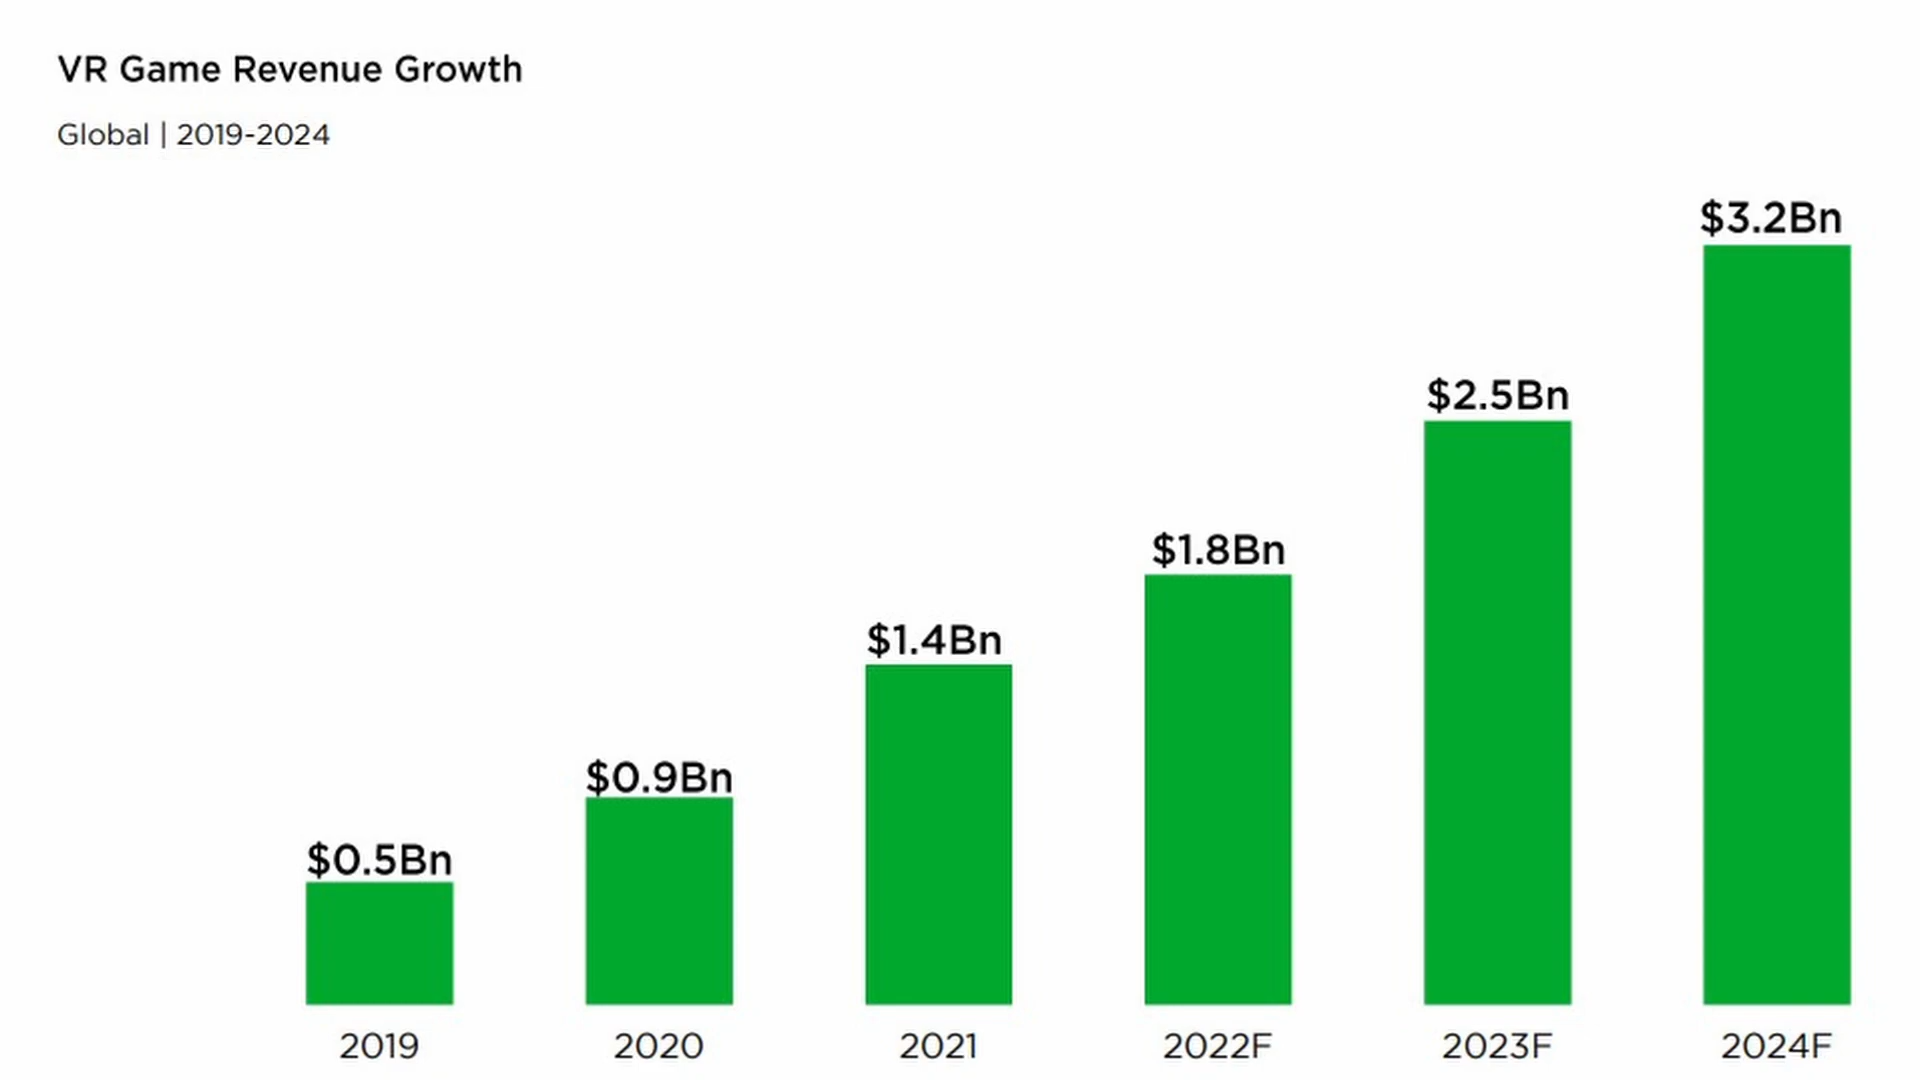 VR Game Revenue Growth
Global | 2019-2024
$3.2Bn
$2.5Bn
$1.8Bn
$1.4Bn
$0.9Bn
$0.5Bn
2019 2020 2021 2022F 2023F 2024F